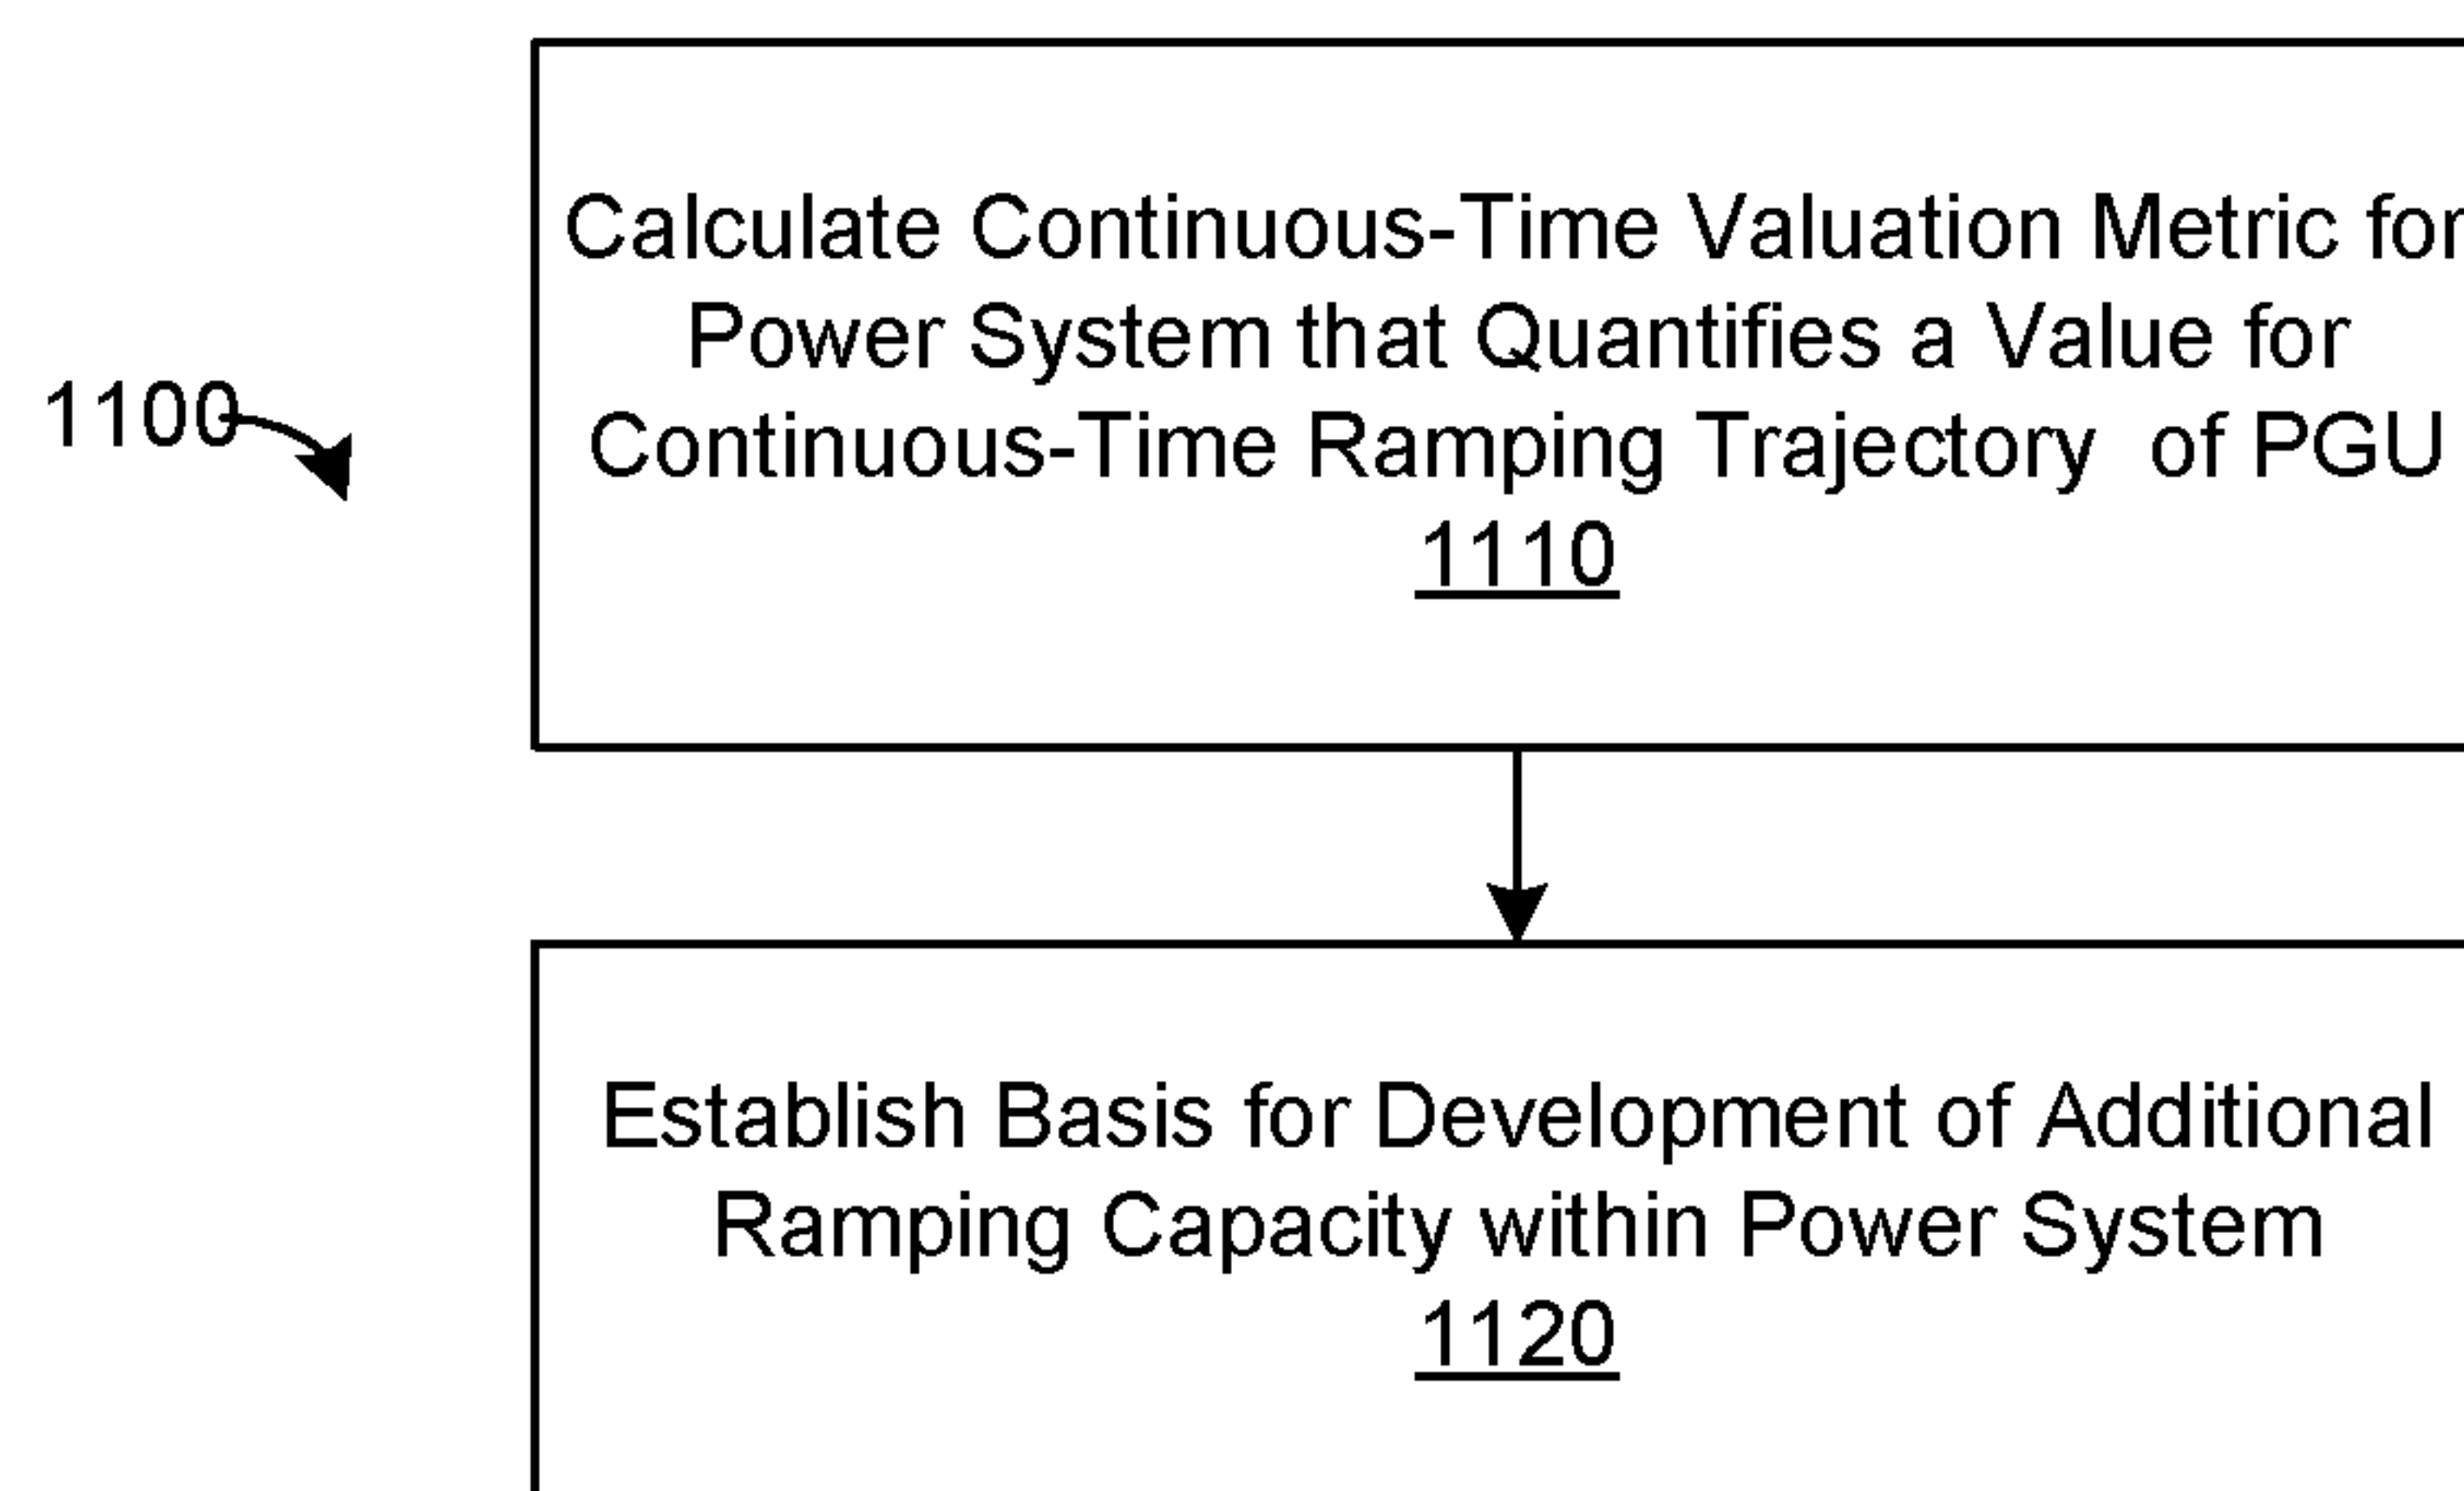 Calculate Continuous-Time Valuation Metric for
Power System that Quantifies a Value for
Continuous-Time Ramping Trajectory of PGU
1110
1100
Establish Basis for Development of Additional
Ramping Capacity within Power System
1120